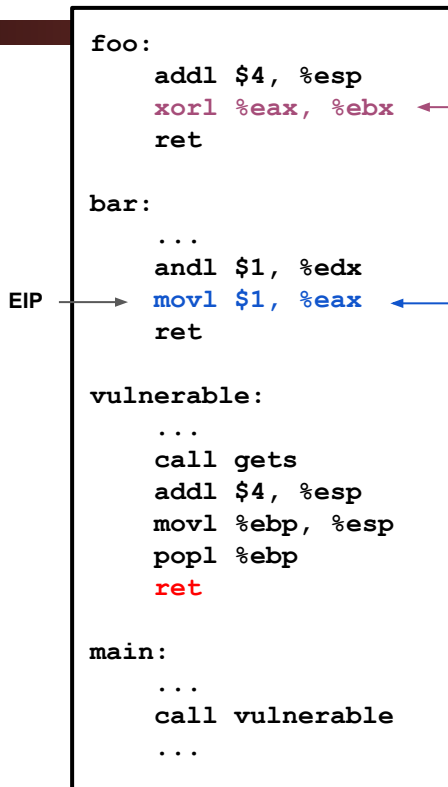 foo:
addl $4, %esp
xorl %eax, %ebx
ret
bar:
...
andl $1, %edx
EIP movl $1, %eax
ret
vulnerable:
...
call gets
addl $4, %esp
movl %ebp, %esp
popl %ebp
ret
main:
...
call vulnerable
...